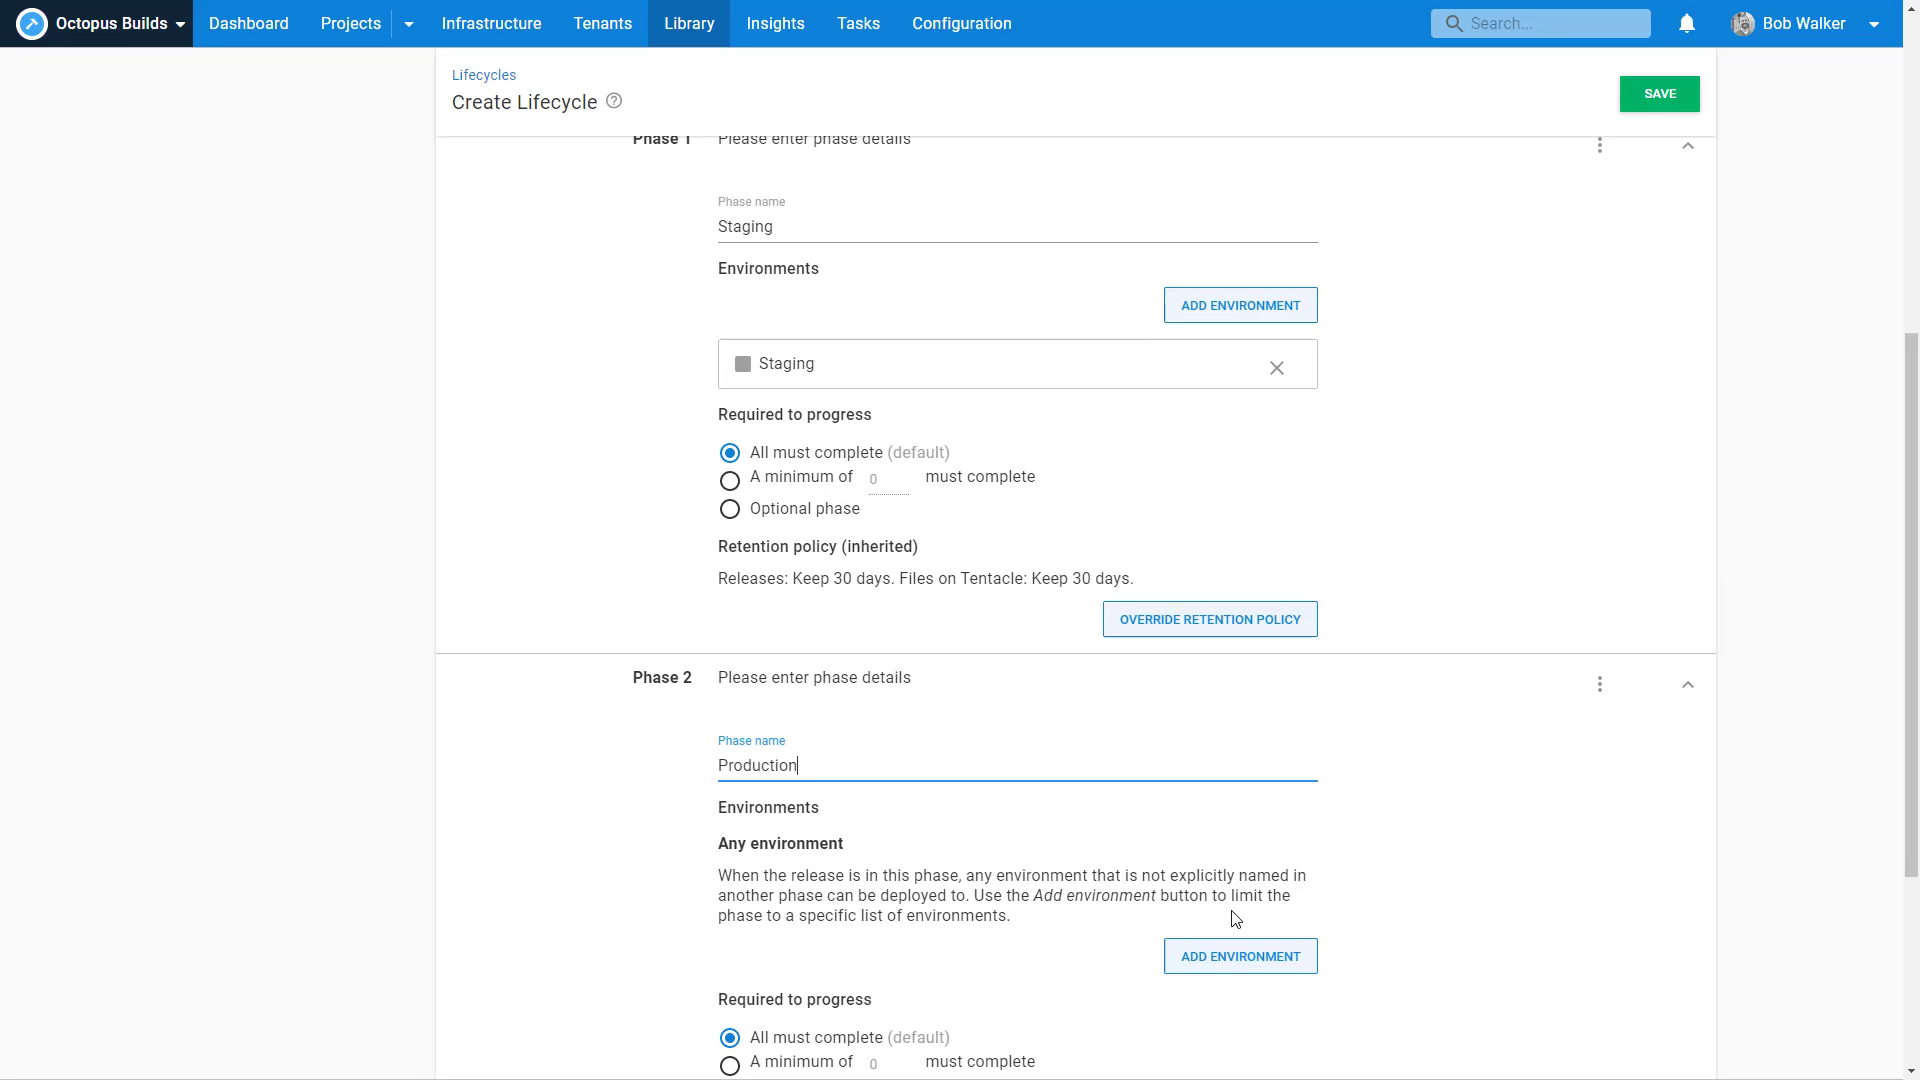 Octopus Builds
Dashboard
Projects
Infrastructure
Tenants
Library
Insights
Tasks
Configuration
Search...
Bob Walker
Lifecycles
Create Lifecycle
SAVE
Phase 1 Please enter phase details
Phase name
Staging
Environments
ADD ENVIRONMENT
Staging
Required to progress
All must complete (default)
A minimum of 0 must complete
Optional phase
Retention policy (inherited)
Releases: Keep 30 days. Files on Tentacle: Keep 30 days.
OVERRIDE RETENTION POLICY
Phase 2 Please enter phase details
Phase name
Production
Environments
Any environment
When the release is in this phase, any environment that is not explicitly named in
another phase can be deployed to. Use the Add environment button to limit the
phase to a specific list of environments.
ADD ENVIRONMENT
Required to progress
All must complete (default)
A minimum of 0 must complete